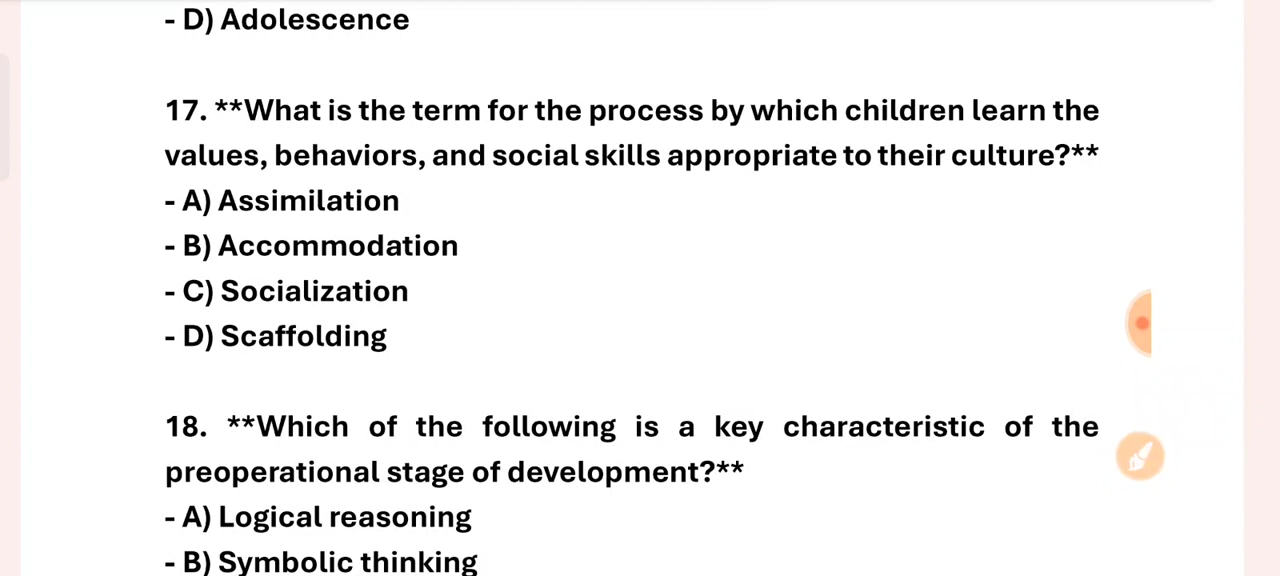 - D) Adolescence
17. **What is the term for the process by which children learn the
values, behaviors, and social skills appropriate to their culture?**
- A) Assimilation
- B) Accommodation
- C) Socialization
- D) Scaffolding
18. **Which of the following is a key characteristic of the
preoperational stage of development?**
- A) Logical reasoning
- B) Symbolic thinking